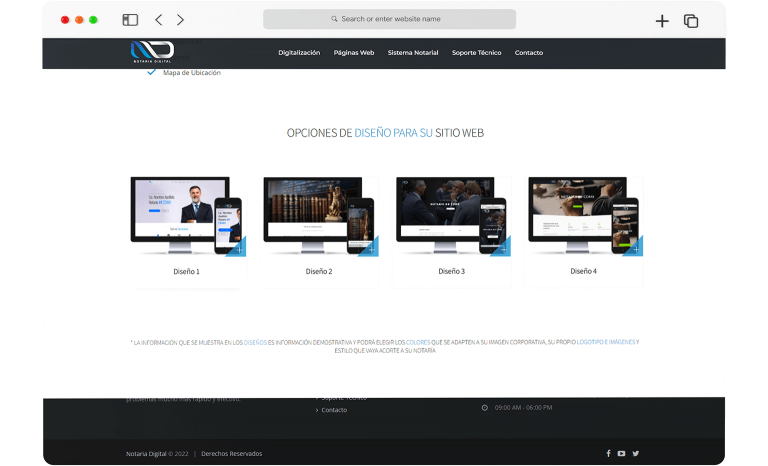 Search or enter website name
NOTARIA DIGITAL
Digitalización Páginas Web Sistema Notarial Soporte Técnico Contacto
Mapa de Ubicación
OPCIONES DE DISEÑO PARA SU SITIO WEB
Diseño 1
Diseño 2
Diseño 3
Diseño 4
* LA INFORMACIÓN QUE SE MUESTRA EN LOS DISEÑOS ES INFORMACIÓN DEMOSTRATIVA Y PODRÁ ELEGIR LOS COLORES QUE SE ADAPTEN A SU IMAGEN CORPORATIVA, SU PROPIO LOGOTIPO E IMÁGENES Y
ESTILO QUE VAYA ACORTE A SU NOTARÍA
problemas mucho más rápido y efectivo.
Soporte Técnico
Contacto
09:00 AM - 06:00 PM
Notaria Digital © 2022 | Derechos Reservados